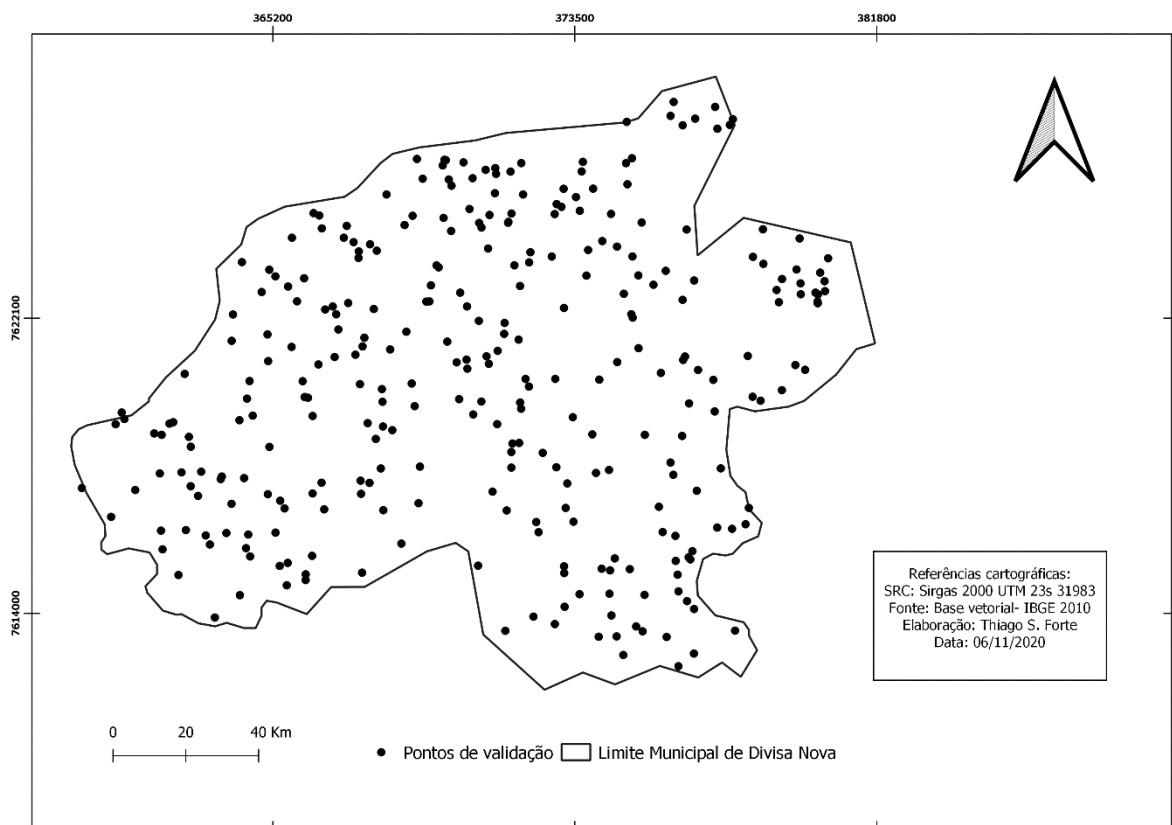 365200 373500 381800
7622100
7614000
Referências cartográficas:
SRC: Sirgas 2000 UTM 23s 31983
Fonte: Base vetorial- IBGE 2010
Elaboração: Thiago S. Forte
Data: 06/11/2020
0 20 40 Km
Pontos de validação Limite Municipal de Divisa Nova